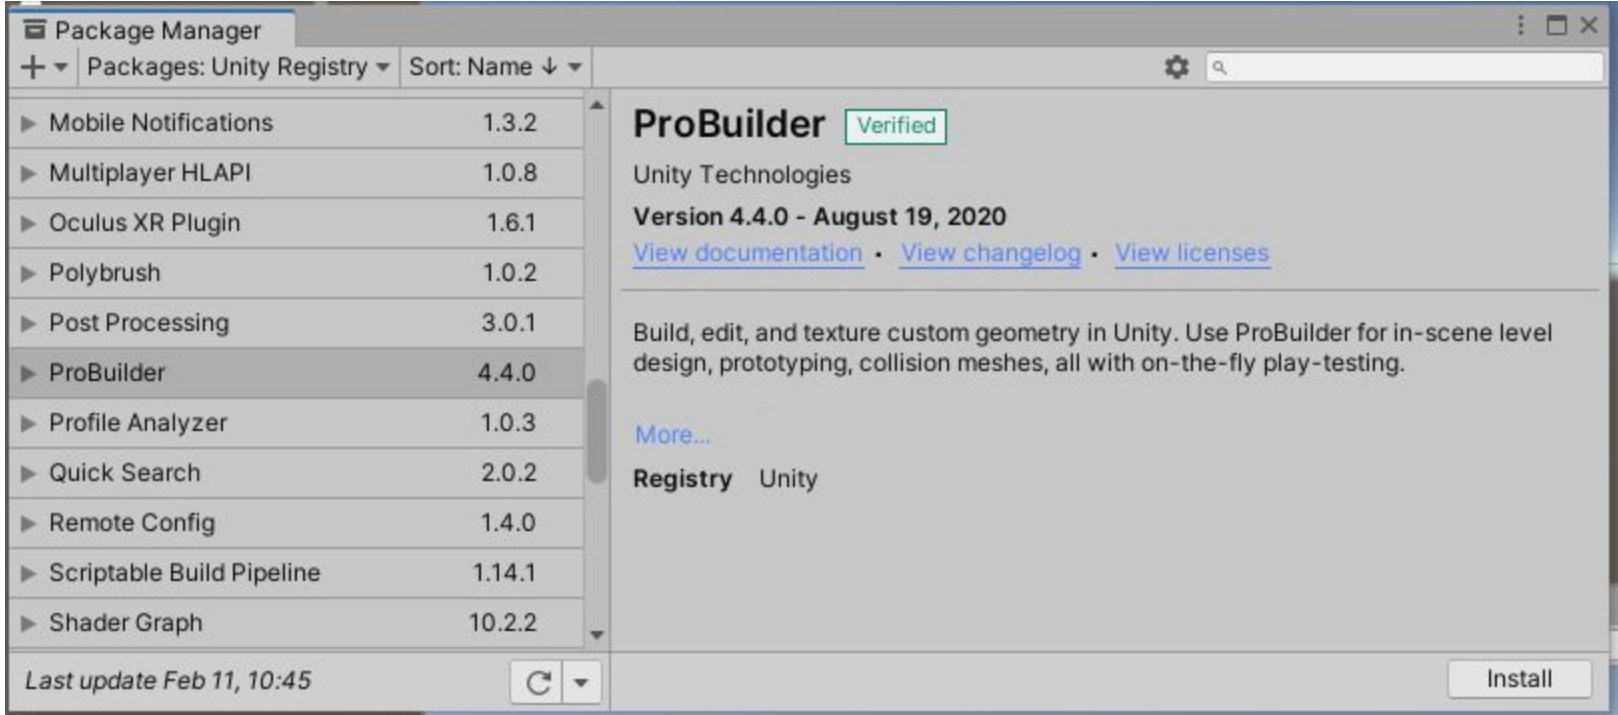 Package Manager
Packages: Unity Registry Sort: Name ↓
Mobile Notifications 1.3.2
Multiplayer HLAPI 1.0.8
Oculus XR Plugin 1.6.1
Polybrush 1.0.2
Post Processing 3.0.1
ProBuilder 4.4.0
Profile Analyzer 1.0.3
Quick Search 2.0.2
Remote Config 1.4.0
Scriptable Build Pipeline 1.14.1
Shader Graph 10.2.2
Last update Feb 11, 10:45
ProBuilder Verified
Unity Technologies
Version 4.4.0 - August 19, 2020
View documentation • View changelog • View licenses
Build, edit, and texture custom geometry in Unity. Use ProBuilder for in-scene level
design, prototyping, collision meshes, all with on-the-fly play-testing.
More...
Registry Unity
Install